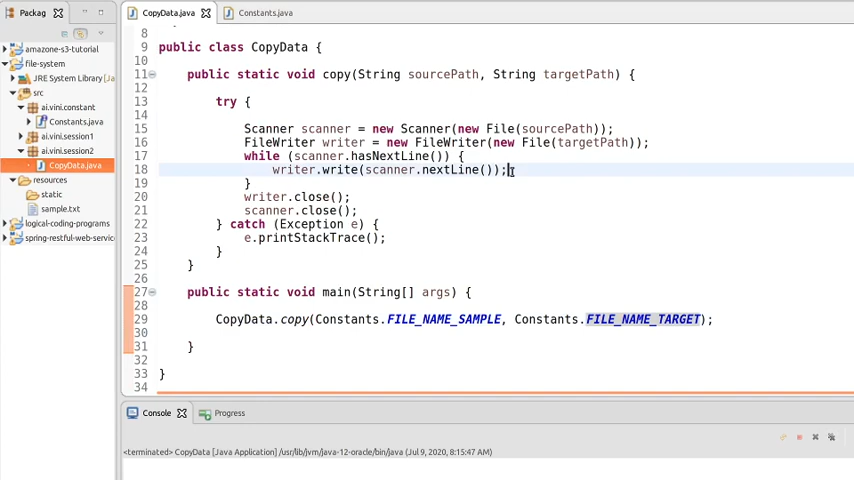 Packag
CopyData.java
Constants.java
amazone-s3-tutorial
file-system
JRE System Library [Ja
src
ai.vini.constant
Constants.java
ai.vini.session1
ai.vini.session2
CopyData.java
resources
static
sample.txt
logical-coding-programs
spring-restful-web-service
8
9 public class CopyData {
10
11 public static void copy(String sourcePath, String targetPath) {
12
13 try {
14
15 Scanner scanner = new Scanner(new File(sourcePath));
16 FileWriter writer = new FileWriter(new File(targetPath));
17 while (scanner.hasNextLine()) {
18 writer.write(scanner.nextLine());
19 }
20 writer.close();
21 scanner.close();
22 } catch (Exception e) {
23 e.printStackTrace();
24 }
25 }
26
27 public static void main(String[] args) {
28
29 CopyData.copy(Constants.FILE_NAME_SAMPLE, Constants.FILE_NAME_TARGET);
30
31 }
32
33 }
34
Console
Progress
<terminated> CopyData [Java Application] /usr/lib/jvm/java-12-oracle/bin/java (Jul 9, 2020, 8:15:47 AM)